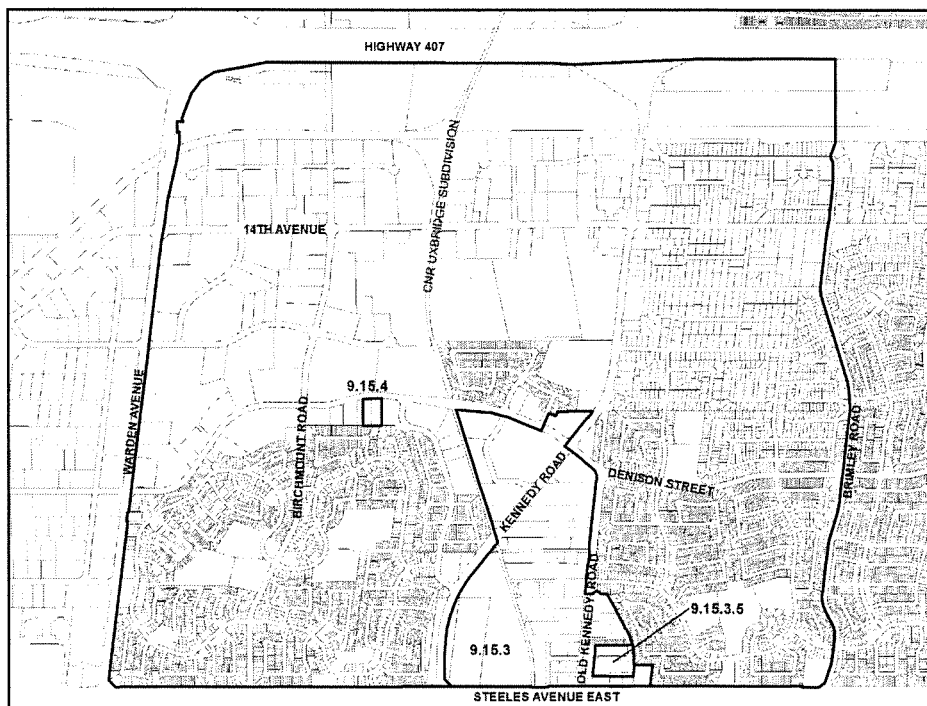 HIGHWAY 407
CNR UXBRIDGE SUBDIVISION
14TH AVENUE
9.15.4
WARDEN AVENUE
BIRCHMOUNT ROAD
KENNEDY ROAD
DENISON STREET
BRIMLEY ROAD
OLD KENNEDY ROAD
9.15.3.5
9.15.3
STEELES AVENUE EAST